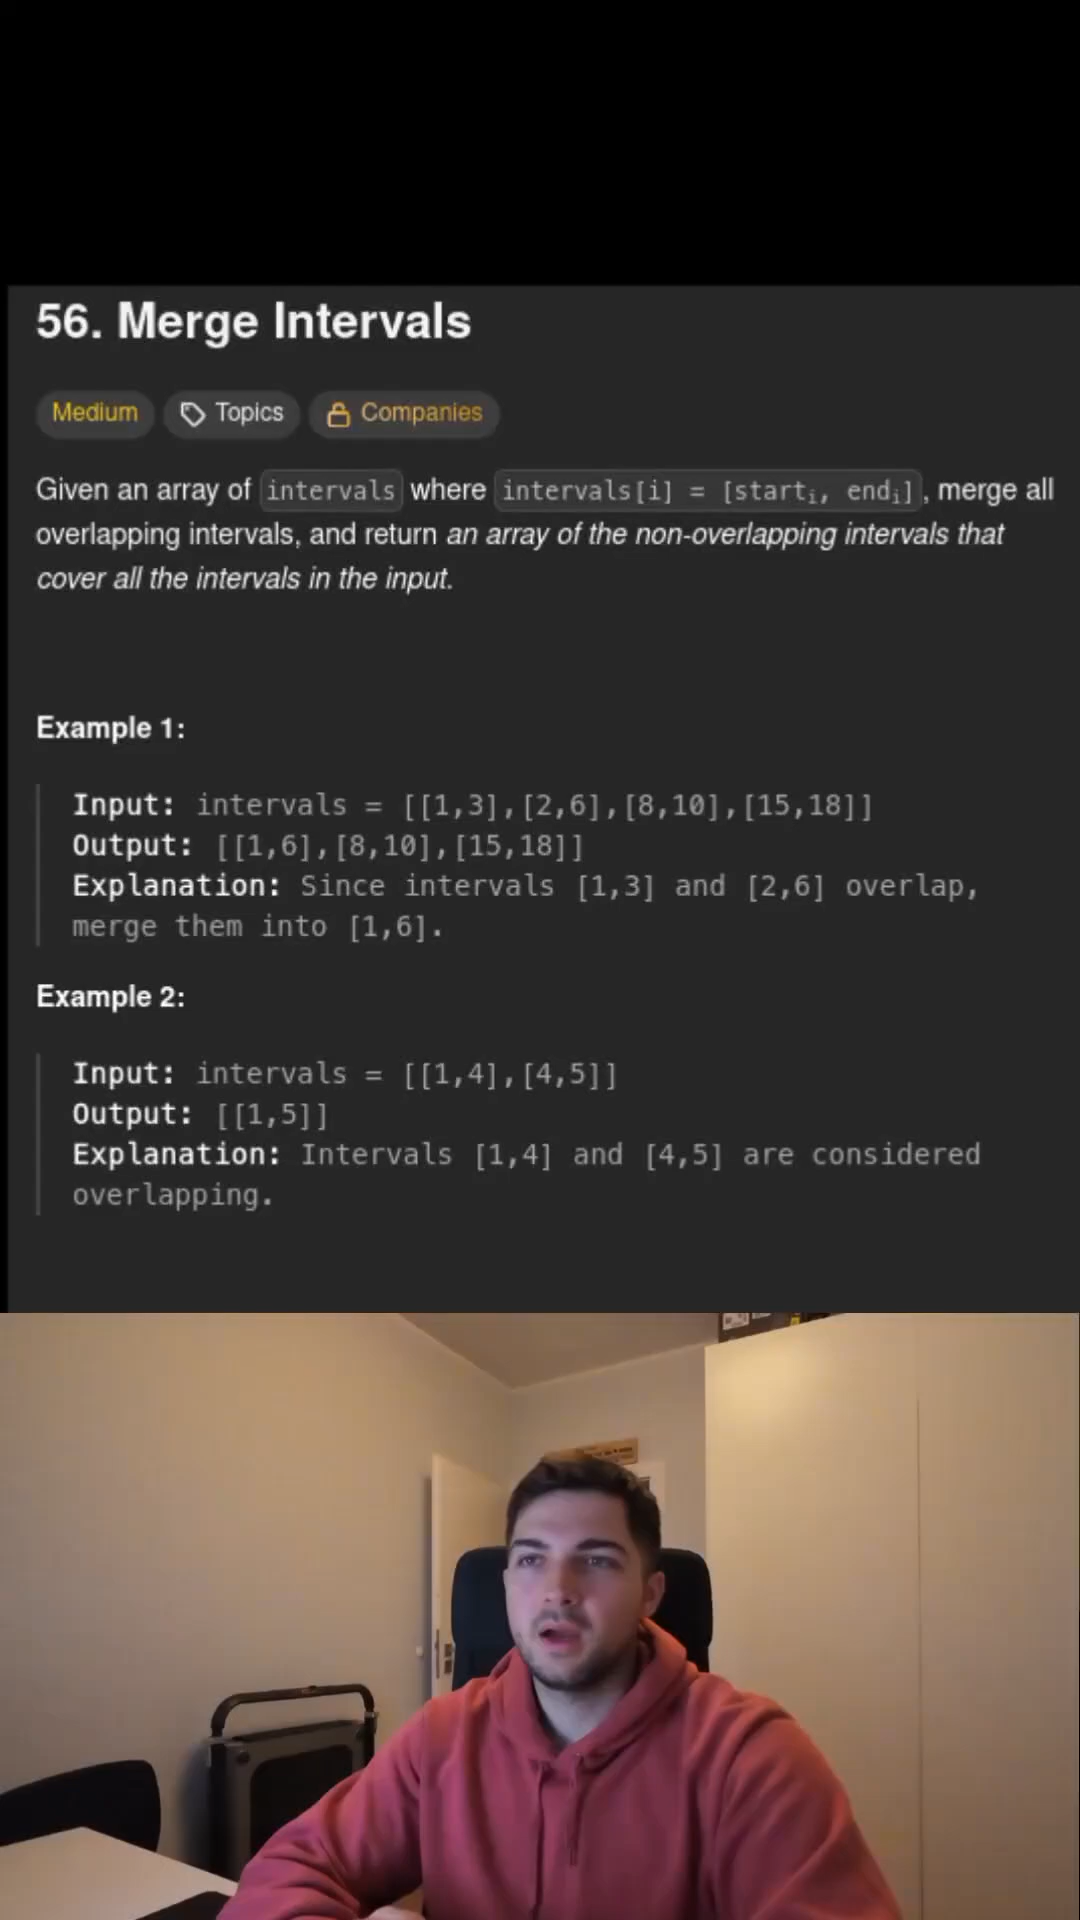 56. Merge Intervals
Medium Topics Companies
Given an array of intervals where intervals[i] = [starti, endi], merge all
overlapping intervals, and return an array of the non-overlapping intervals that
cover all the intervals in the input.
Example 1:
Input: intervals = [[1,3],[2,6],[8,10],[15,18]]
Output: [[1,6],[8,10],[15,18]]
Explanation: Since intervals [1,3] and [2,6] overlap,
merge them into [1,6].
Example 2:
Input: intervals = [[1,4],[4,5]]
Output: [[1,5]]
Explanation: Intervals [1,4] and [4,5] are considered
overlapping.